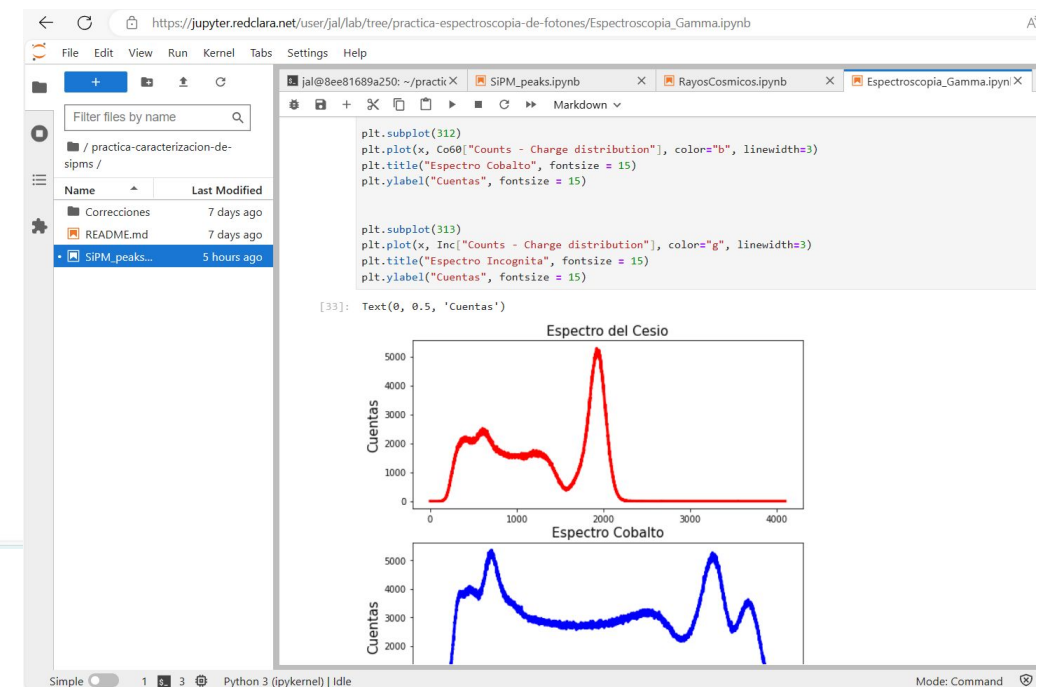 https://jupyter.redclara.net/user/jal/lab/tree/practica-espectroscopia-de-fotones/Espectroscopia_Gamma.ipynb
File Edit View Run Kernel Tabs Settings Help
Filter files by name
/ practica-caracterizacion-de-
sipms /
Name Last Modified
Correcciones 7 days ago
README.md 7 days ago
SiPM_peaks... 5 hours ago
jal@8ee81689a250: ~/practic SiPM_peaks.ipynb RayosCosmicos.ipynb Espectroscopia_Gamma.ipyn
Markdown
plt.subplot(312)
plt.plot(x, Co60["Counts - Charge distribution"], color="b", linewidth=3)
plt.title("Espectro Cobalto", fontsize = 15)
plt.ylabel("Cuentas", fontsize = 15)
plt.subplot(313)
plt.plot(x, Inc["Counts - Charge distribution"], color="g", linewidth=3)
plt.title("Espectro Incognita", fontsize = 15)
plt.ylabel("Cuentas", fontsize = 15)
[33]: Text(0, 0.5, 'Cuentas')
Espectro del Cesio
Cuentas
5000
4000
3000
2000
1000
0
0 1000 2000 3000 4000
Espectro Cobalto
Cuentas
5000
4000
3000
2000
Simple 1 3 Python 3 (ipykernel) | Idle Mode: Command